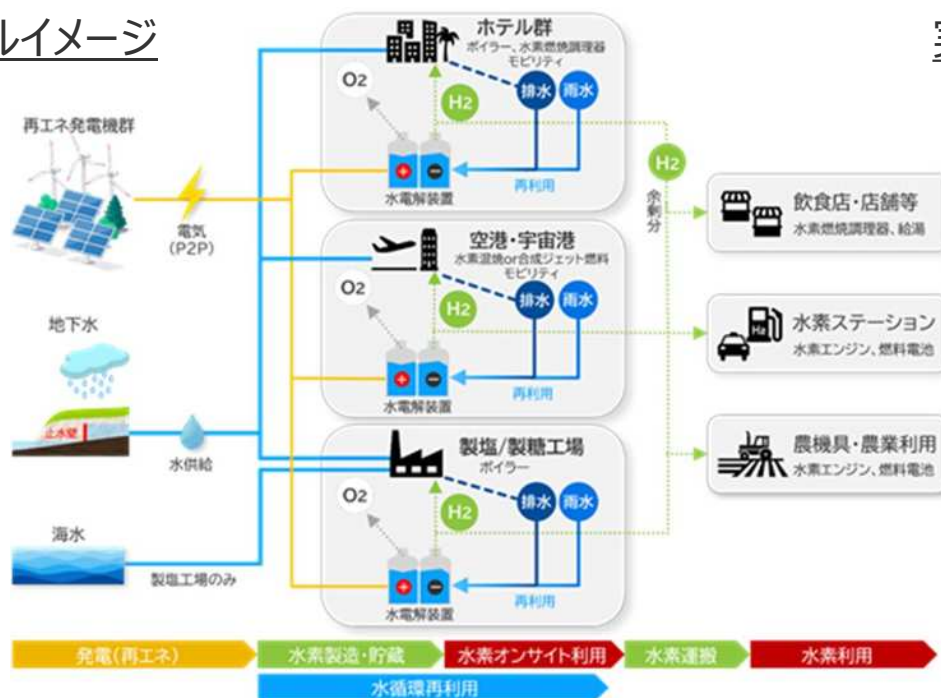 ルイメージ
再エネ発電機群
電気
(P2P)
地下水
止水壁
水供給
海水
製塩工場のみ
ホテル群
ボイラー、水素燃焼調理器
モビリティ
O2
H2
排水
雨水
+
-
水電解装置
再利用
空港・宇宙港
水素混焼or合成ジェット燃料
モビリティ
O2
H2
排水
雨水
+
-
水電解装置
再利用
製塩/製糖工場
ボイラー
O2
H2
排水
雨水
+
-
水電解装置
再利用
H2
余剰分
飲食店・店舗等
水素燃焼調理器、給湯
H2
水素ステーション
水素エンジン、燃料電池
農機具・農業利用
水素エンジン、燃料電池
発電(再エネ)
水素製造・貯蔵
水素オンサイト利用
水素運搬
水素利用
水循環再利用